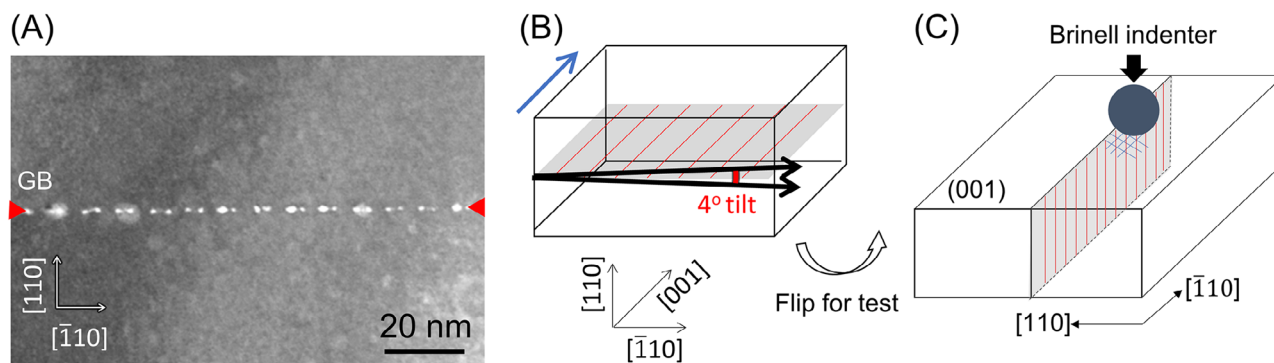 (A)
GB
[110]
[1̄10]
20 nm
(B)
4° tilt
[110]
[001]
[1̄10]
Flip for test
(C)
Brinell indenter
(001)
[1̄10]
[110]